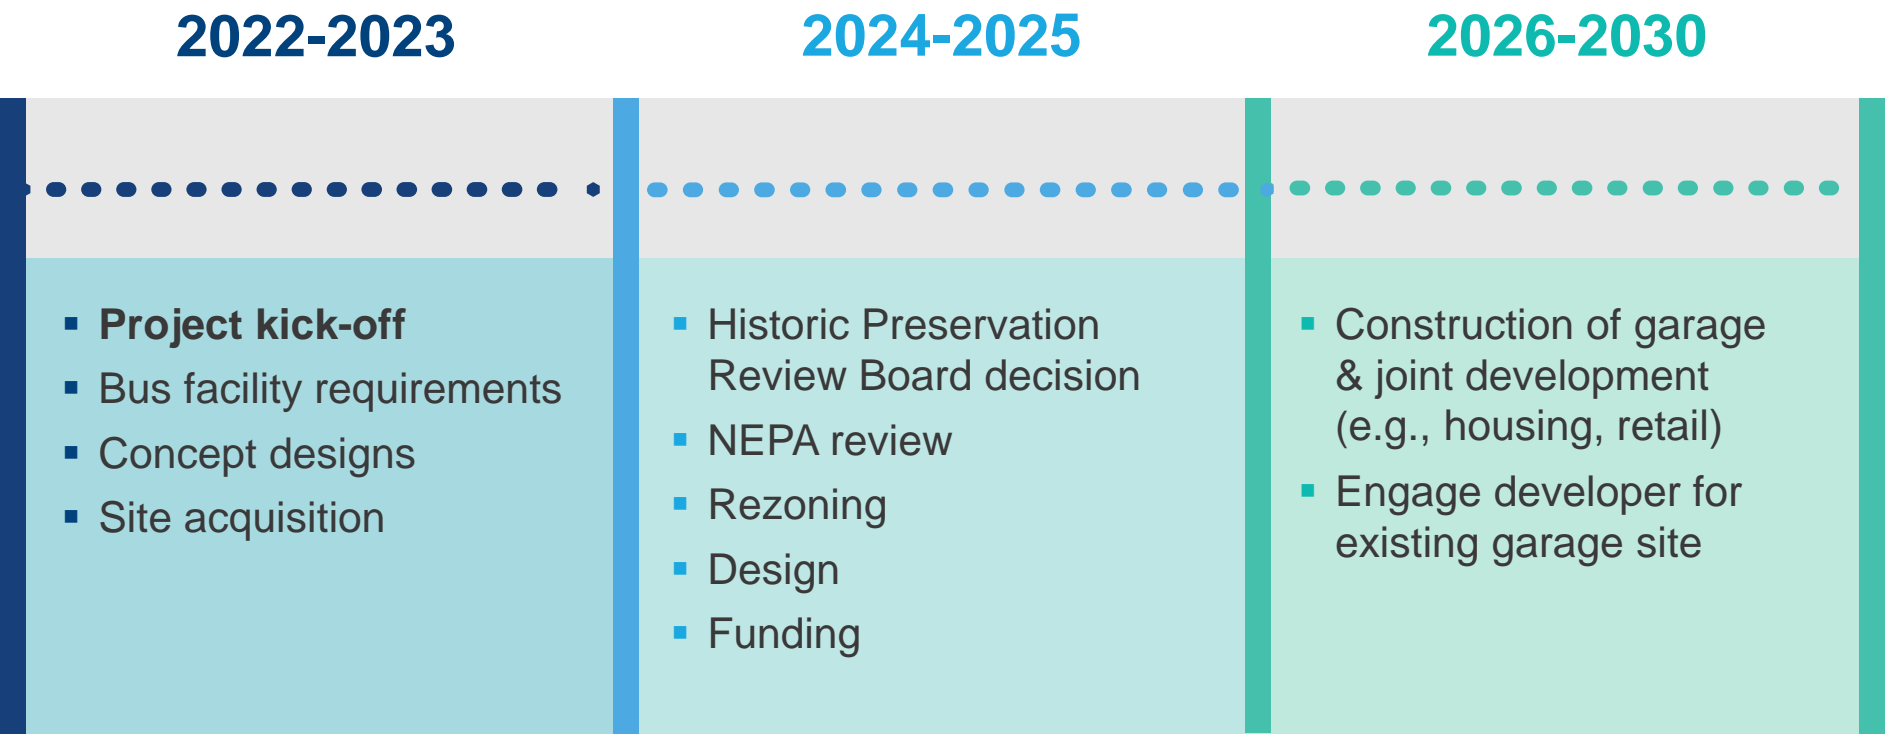 2022-2023
2024-2025
2026-2030
▪ Project kick-off
▪ Bus facility requirements
▪ Concept designs
▪ Site acquisition
▪ Historic Preservation
Review Board decision
▪ NEPA review
▪ Rezoning
▪ Design
▪ Funding
▪ Construction of garage
& joint development
(e.g., housing, retail)
▪ Engage developer for
existing garage site